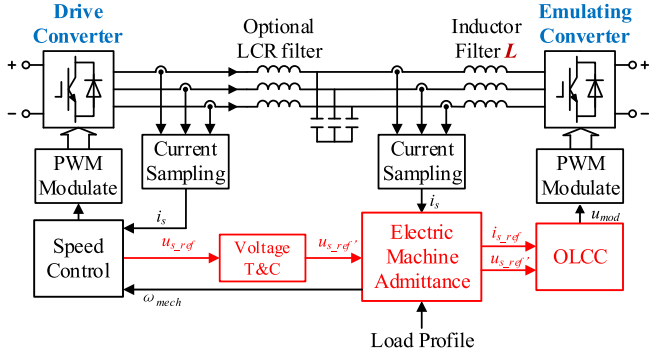 Drive
Converter
Optional
LCR filter
Inductor
Filter L
Emulating
Converter
+
+
−
−
PWM
Modulate
Current
Sampling
Current
Sampling
PWM
Modulate
i_s
i_s
u_mod
Speed
Control
u_s_ref
Voltage
T&C
u_s_ref'
Electric
Machine
Admittance
i_s_ref
u_s_ref'
OLCC
ω_mech
Load Profile